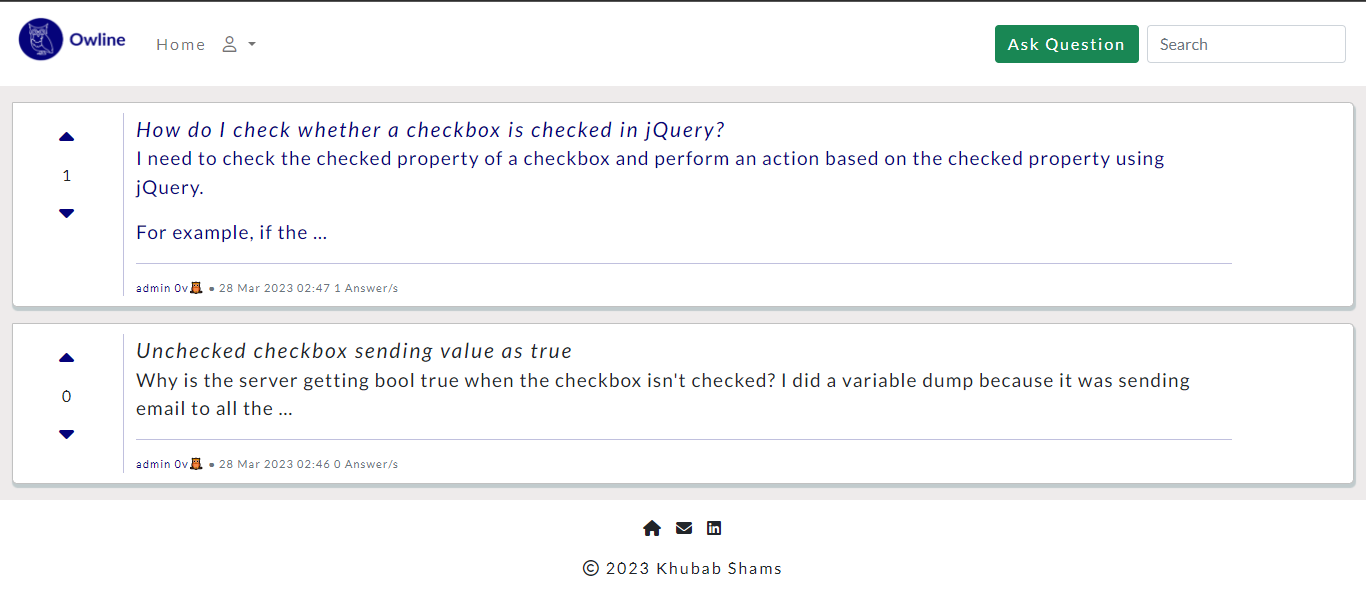 Owline
Home
Ask Question
Search
How do I check whether a checkbox is checked in jQuery?
1
I need to check the checked property of a checkbox and perform an action based on the checked property using
jQuery.
For example, if the ...
admin 0v • 28 Mar 2023 02:47 1 Answer/s
Unchecked checkbox sending value as true
0
Why is the server getting bool true when the checkbox isn't checked? I did a variable dump because it was sending
email to all the ...
admin 0v • 28 Mar 2023 02:46 0 Answer/s
© 2023 Khubab Shams